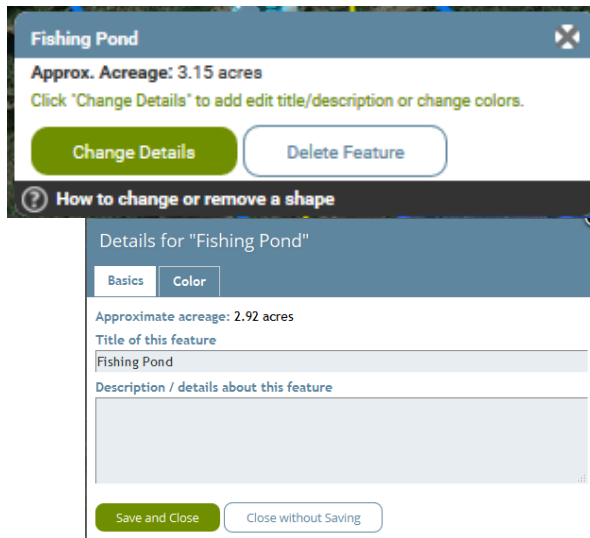 Fishing Pond
Approx. Acreage: 3.15 acres
Click "Change Details" to add edit title/description or change colors.
Change Details Delete Feature
? How to change or remove a shape
Details for "Fishing Pond"
Basics Color
Approximate acreage: 2.92 acres
Title of this feature
Fishing Pond
Description / details about this feature
Save and Close Close without Saving